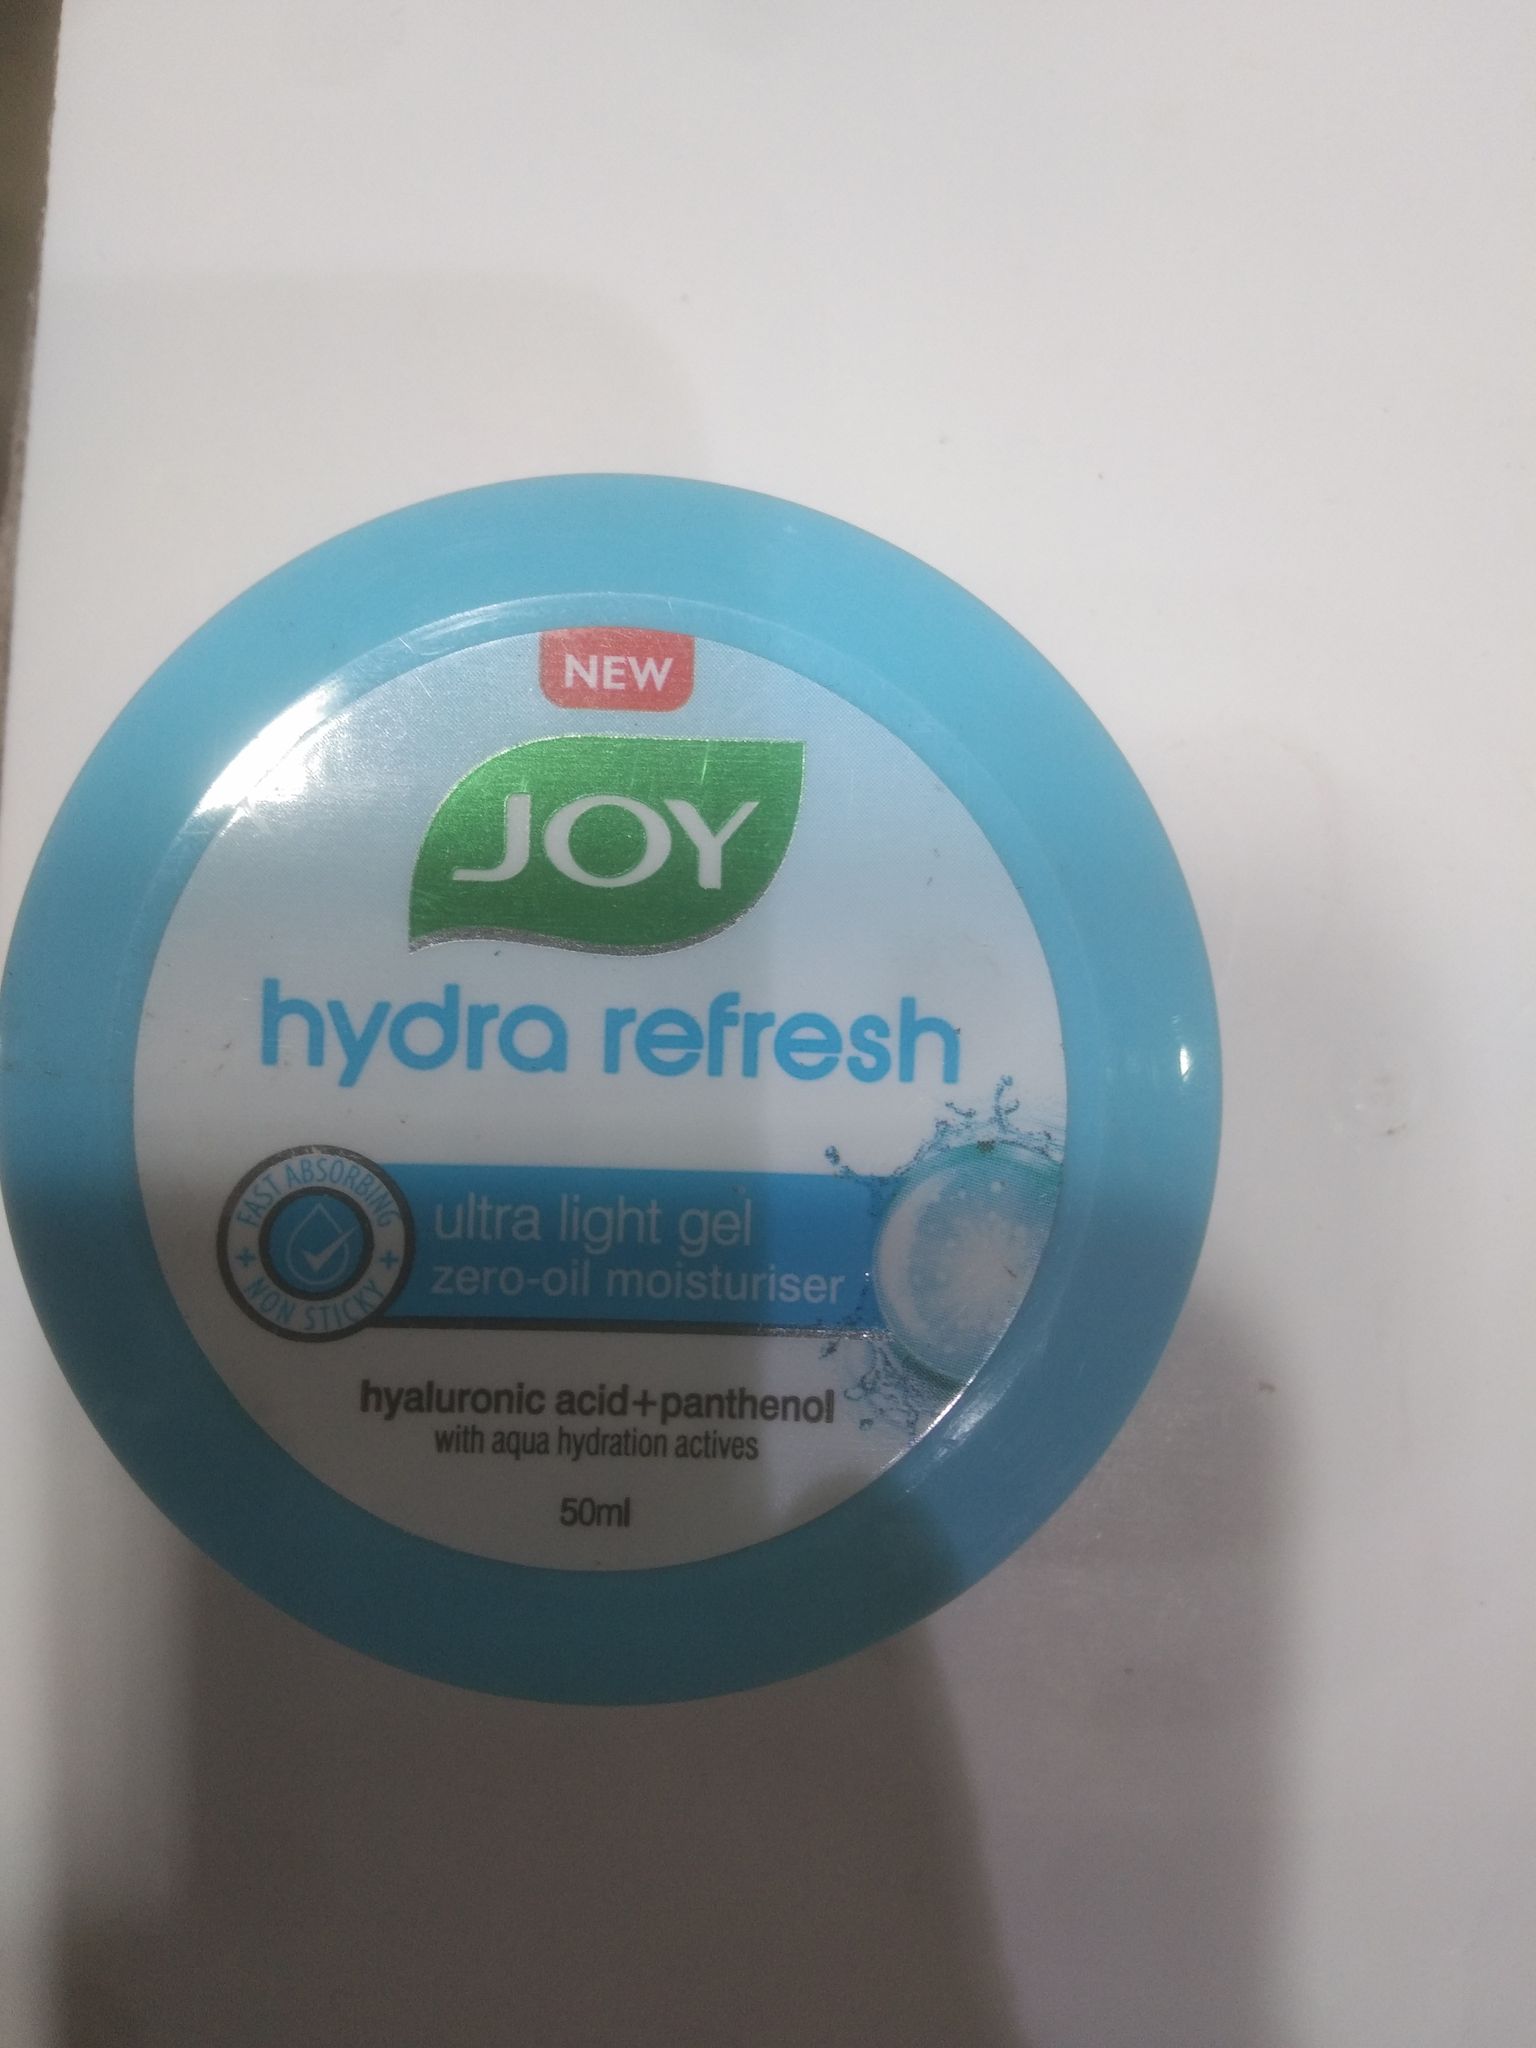 NEW
JOY
hydra refresh
FAST ABSORBING
+ NON STICKY +
ultra light gel
zero-oil moisturiser
hyaluronic acid+panthenol
with aqua hydration actives
50ml